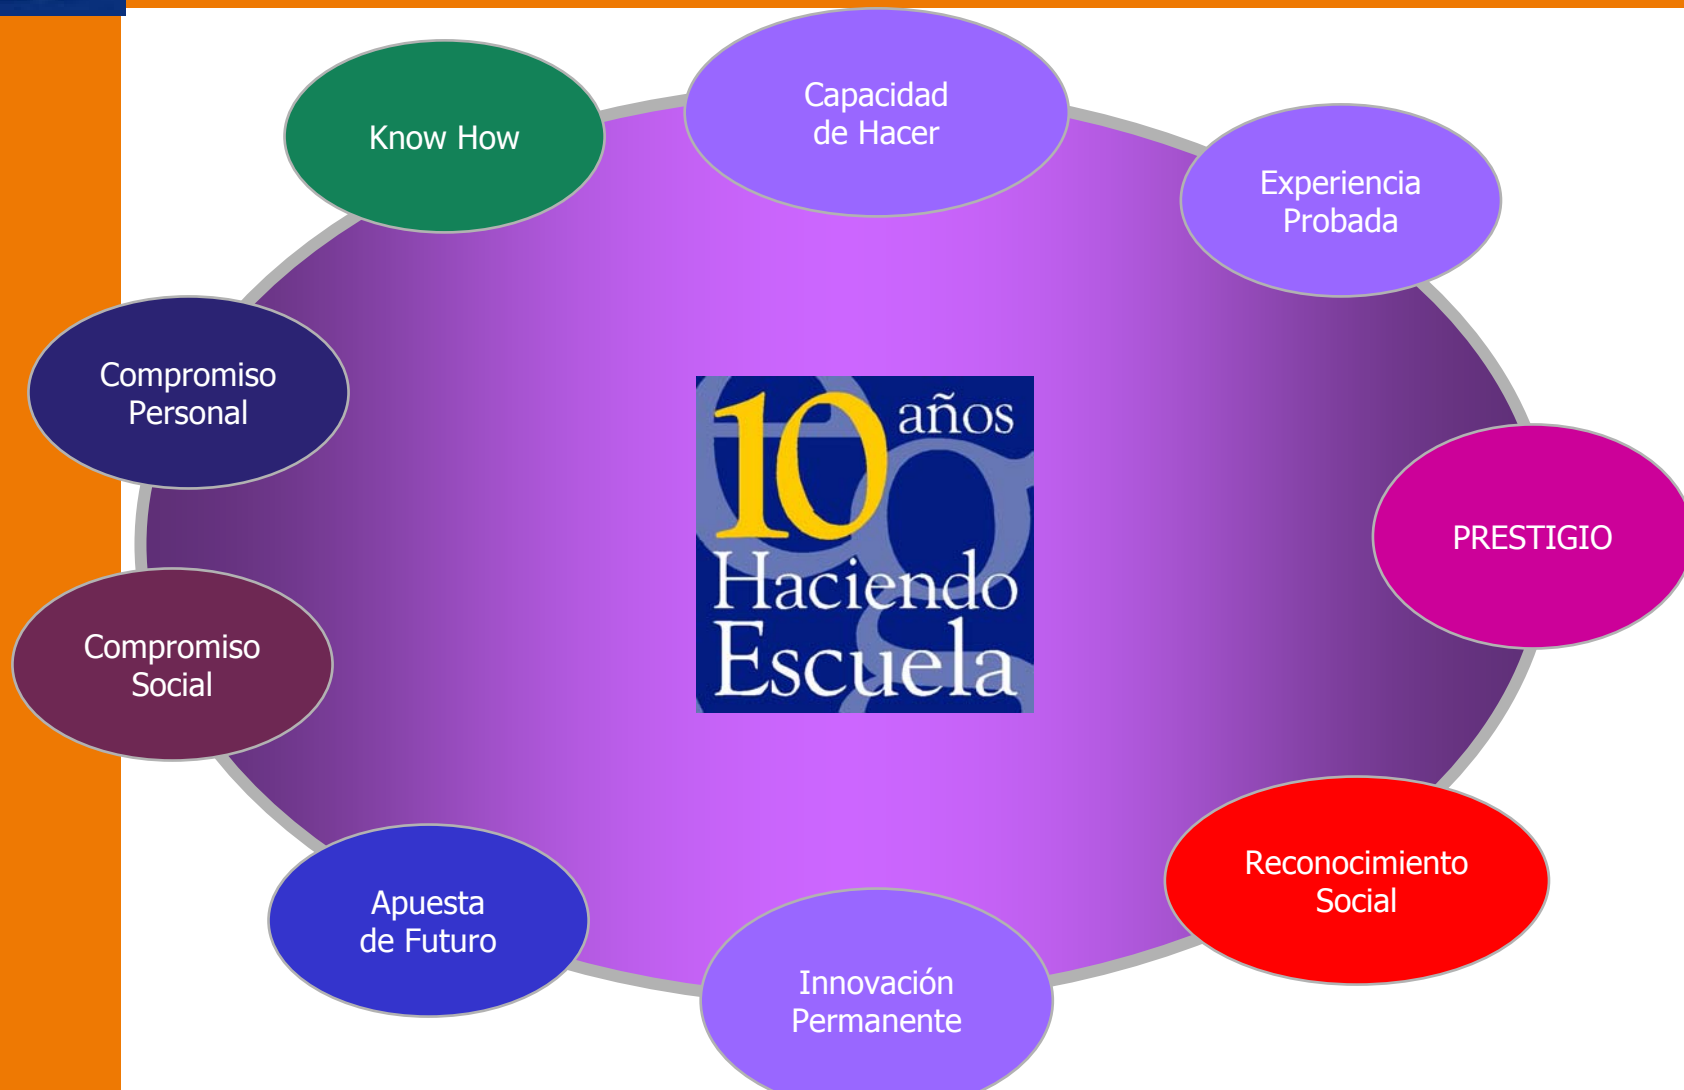 Capacidad
de Hacer
Know How
Experiencia
Probada
Compromiso
Personal
10 años
Haciendo
Escuela
PRESTIGIO
Compromiso
Social
Reconocimiento
Social
Apuesta
de Futuro
Innovación
Permanente